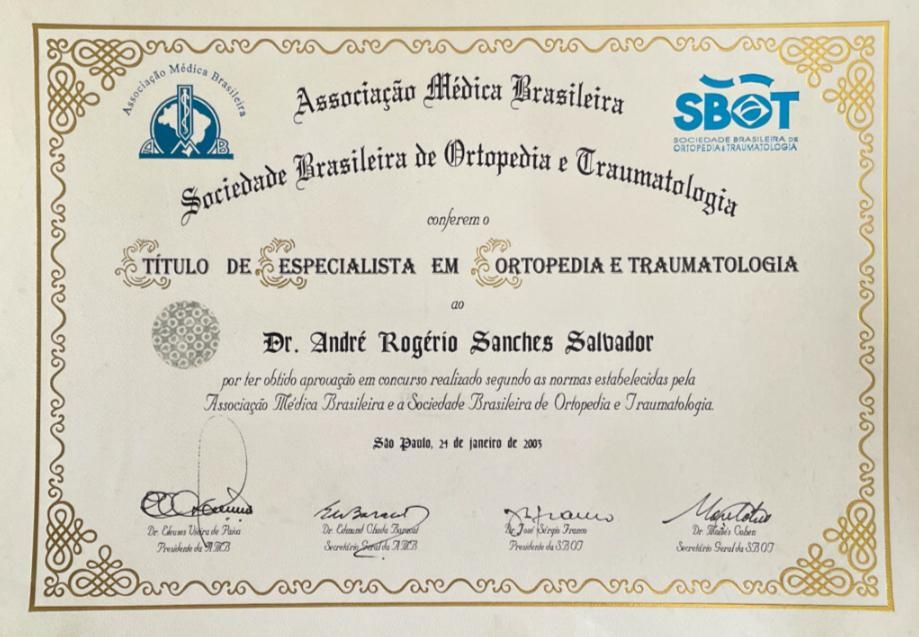 Associação Médica Brasileira
AMB
SBOT
SOCIEDADE BRASILEIRA DE
ORTOPEDIA E TRAUMATOLOGIA
Associação Médica Brasileira
Sociedade Brasileira de Ortopedia e Traumatologia
conferem o
TÍTULO DE ESPECIALISTA EM ORTOPEDIA E TRAUMATOLOGIA
ao
Dr. André Rogério Sanches Salvador
por ter obtido aprovação em concurso realizado segundo as normas estabelecidas pela
Associação Médica Brasileira e a Sociedade Brasileira de Ortopedia e Traumatologia.
São Paulo, de janeiro de 2003
Dr. Eleuses Vieira de Paiva
Presidente da AMB
Dr. Edmund Chada Baracat
Secretário Geral da AMB
Dr. José Sérgio Franco
Presidente da SBOT
Dr. Moisés Cohen
Secretário Geral da SBOT